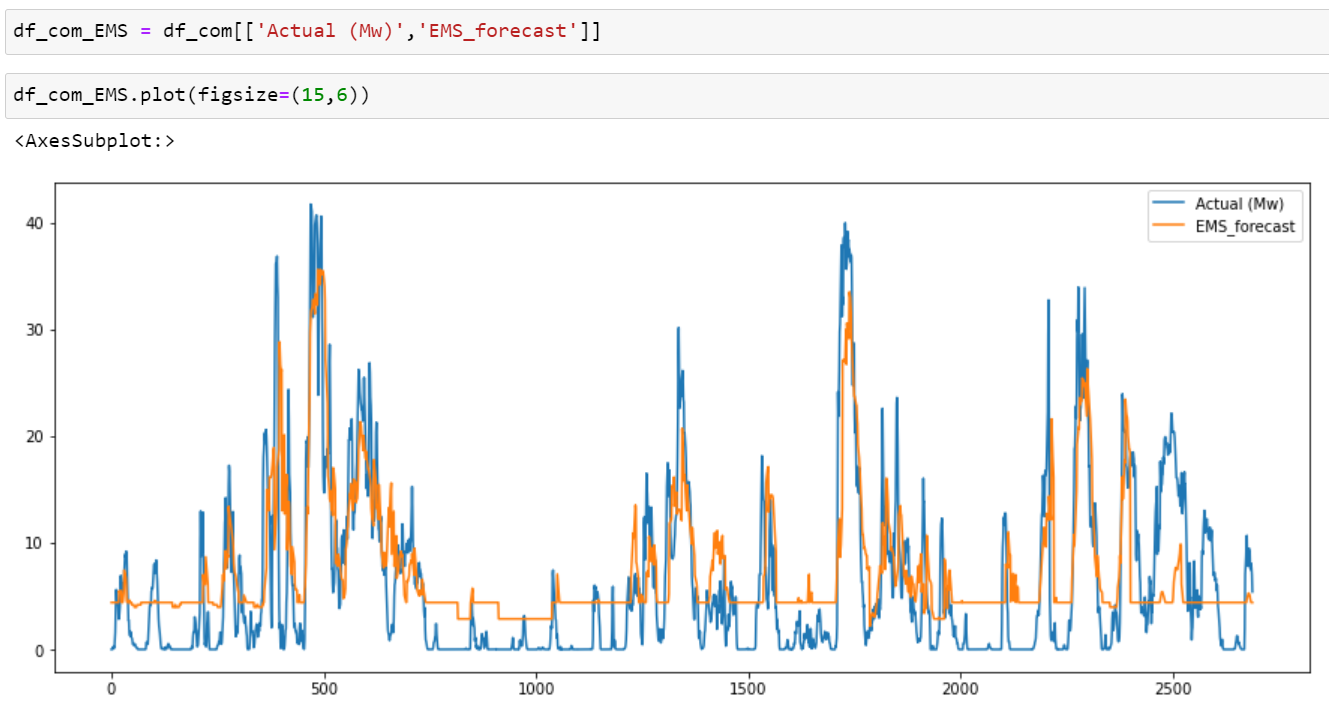 df_com_EMS = df_com[['Actual (Mw)','EMS_forecast']]
df_com_EMS.plot(figsize=(15,6))
<AxesSubplot:>
Actual (Mw)
EMS_forecast
40
30
20
10
0
0 500 1000 1500 2000 2500